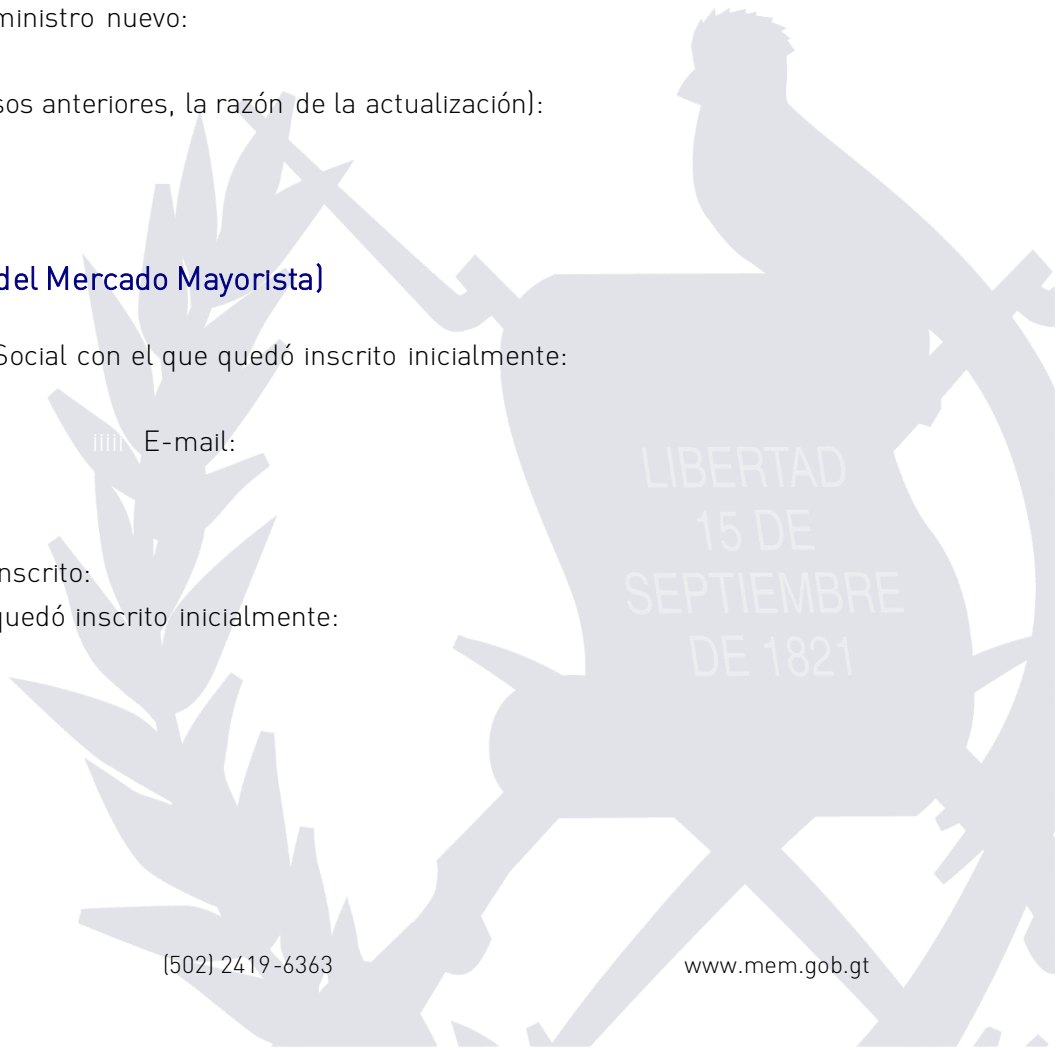 ministro nuevo:
sos anteriores, la razón de la actualización):
del Mercado Mayorista)
Social con el que quedó inscrito inicialmente:
iiiii E-mail:
nscrito:
quedó inscrito inicialmente:
LIBERTAD
15 DE
SEPTIEMBRE
DE 1821
(502) 2419-6363 www.mem.gob.gt